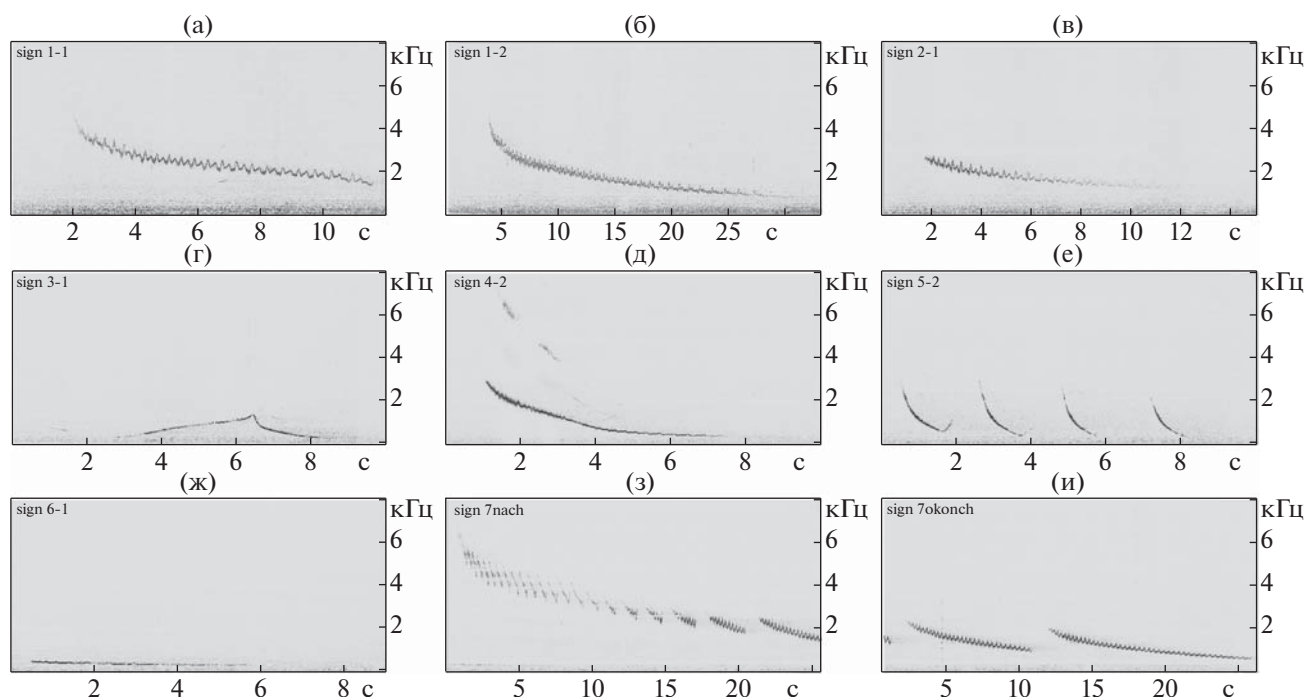 (а) (б) (в)
sign 1-1 кГц sign 1-2 кГц sign 2-1 кГц
6 6 6
4 4 4
2 2 2
2 4 6 8 10 с 5 10 15 20 25 с 2 4 6 8 10 12 с
(г) (д) (е)
sign 3-1 кГц sign 4-2 кГц sign 5-2 кГц
6 6 6
4 4 4
2 2 2
2 4 6 8 с 2 4 6 8 с 2 4 6 8 с
(ж) (з) (и)
sign 6-1 кГц sign 7nach кГц sign 7okonch кГц
6 6 6
4 4 4
2 2 2
2 4 6 8 с 5 10 15 20 с 5 10 15 20 с